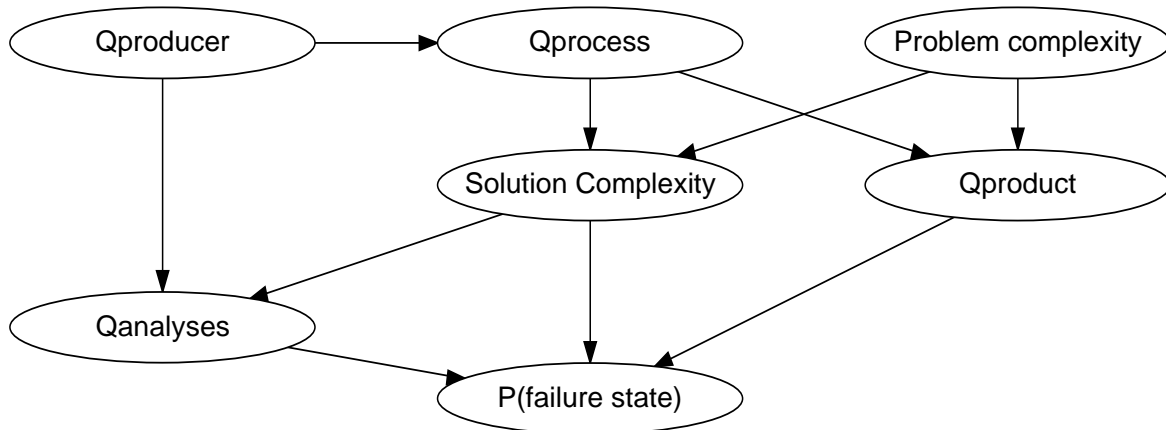 Qproducer
Qprocess
Problem complexity
Solution Complexity
Qproduct
Qanalyses
P(failure state)